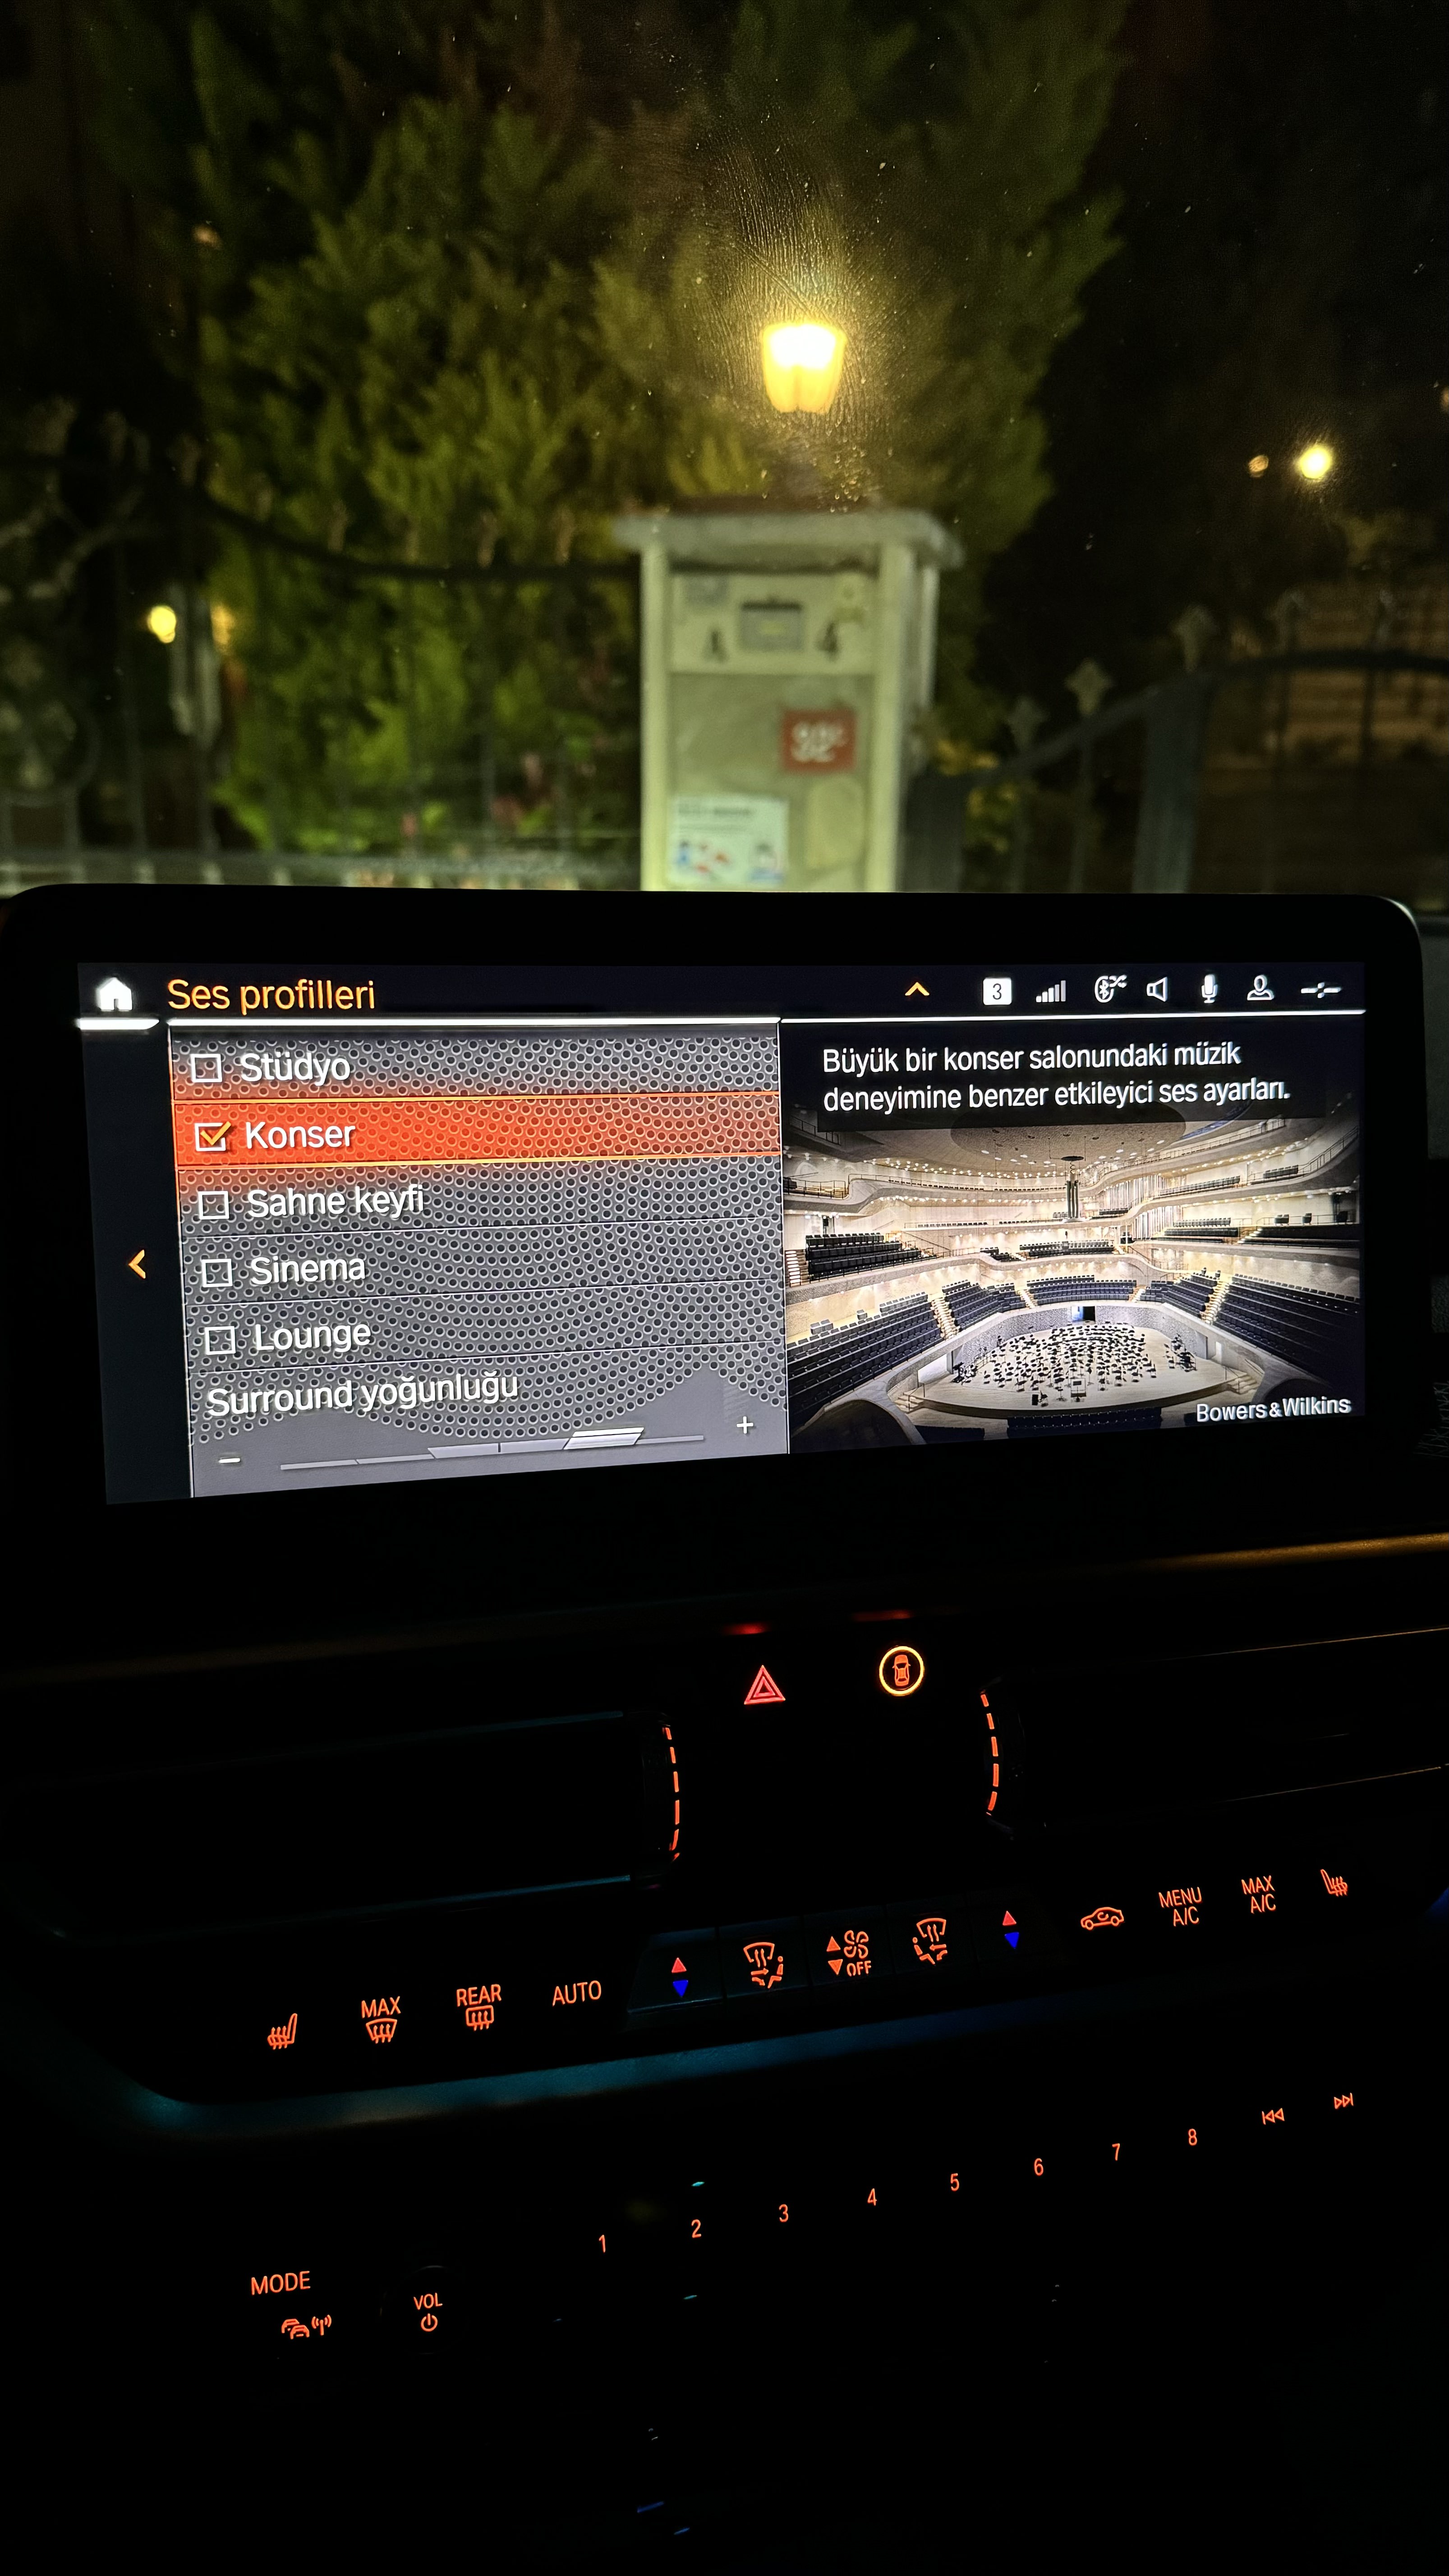 Ses profilleri
3
Stüdyo
Konser
Sahne keyfi
Sinema
Lounge
Surround yoğunluğu
- +
Büyük bir konser salonundaki müzik
deneyimine benzer etkileyici ses ayarları.
Bowers&Wilkins
MAX
REAR
AUTO
OFF
MENU
A/C
MAX
A/C
1 2 3 4 5 6 7 8
MODE
VOL